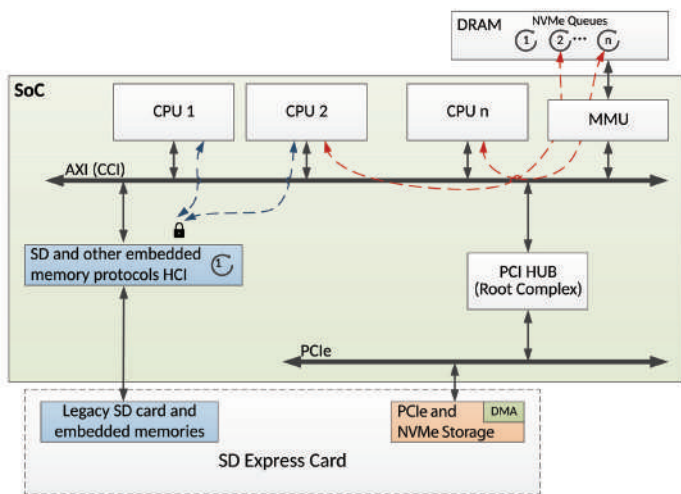 DRAM
NVMe Queues
1
2
...
n
SoC
CPU 1
CPU 2
CPU n
MMU
AXI (CCI)
SD and other embedded
memory protocols HCI
1
PCI HUB
(Root Complex)
PCIe
Legacy SD card and
embedded memories
PCIe and
NVMe Storage
DMA
SD Express Card